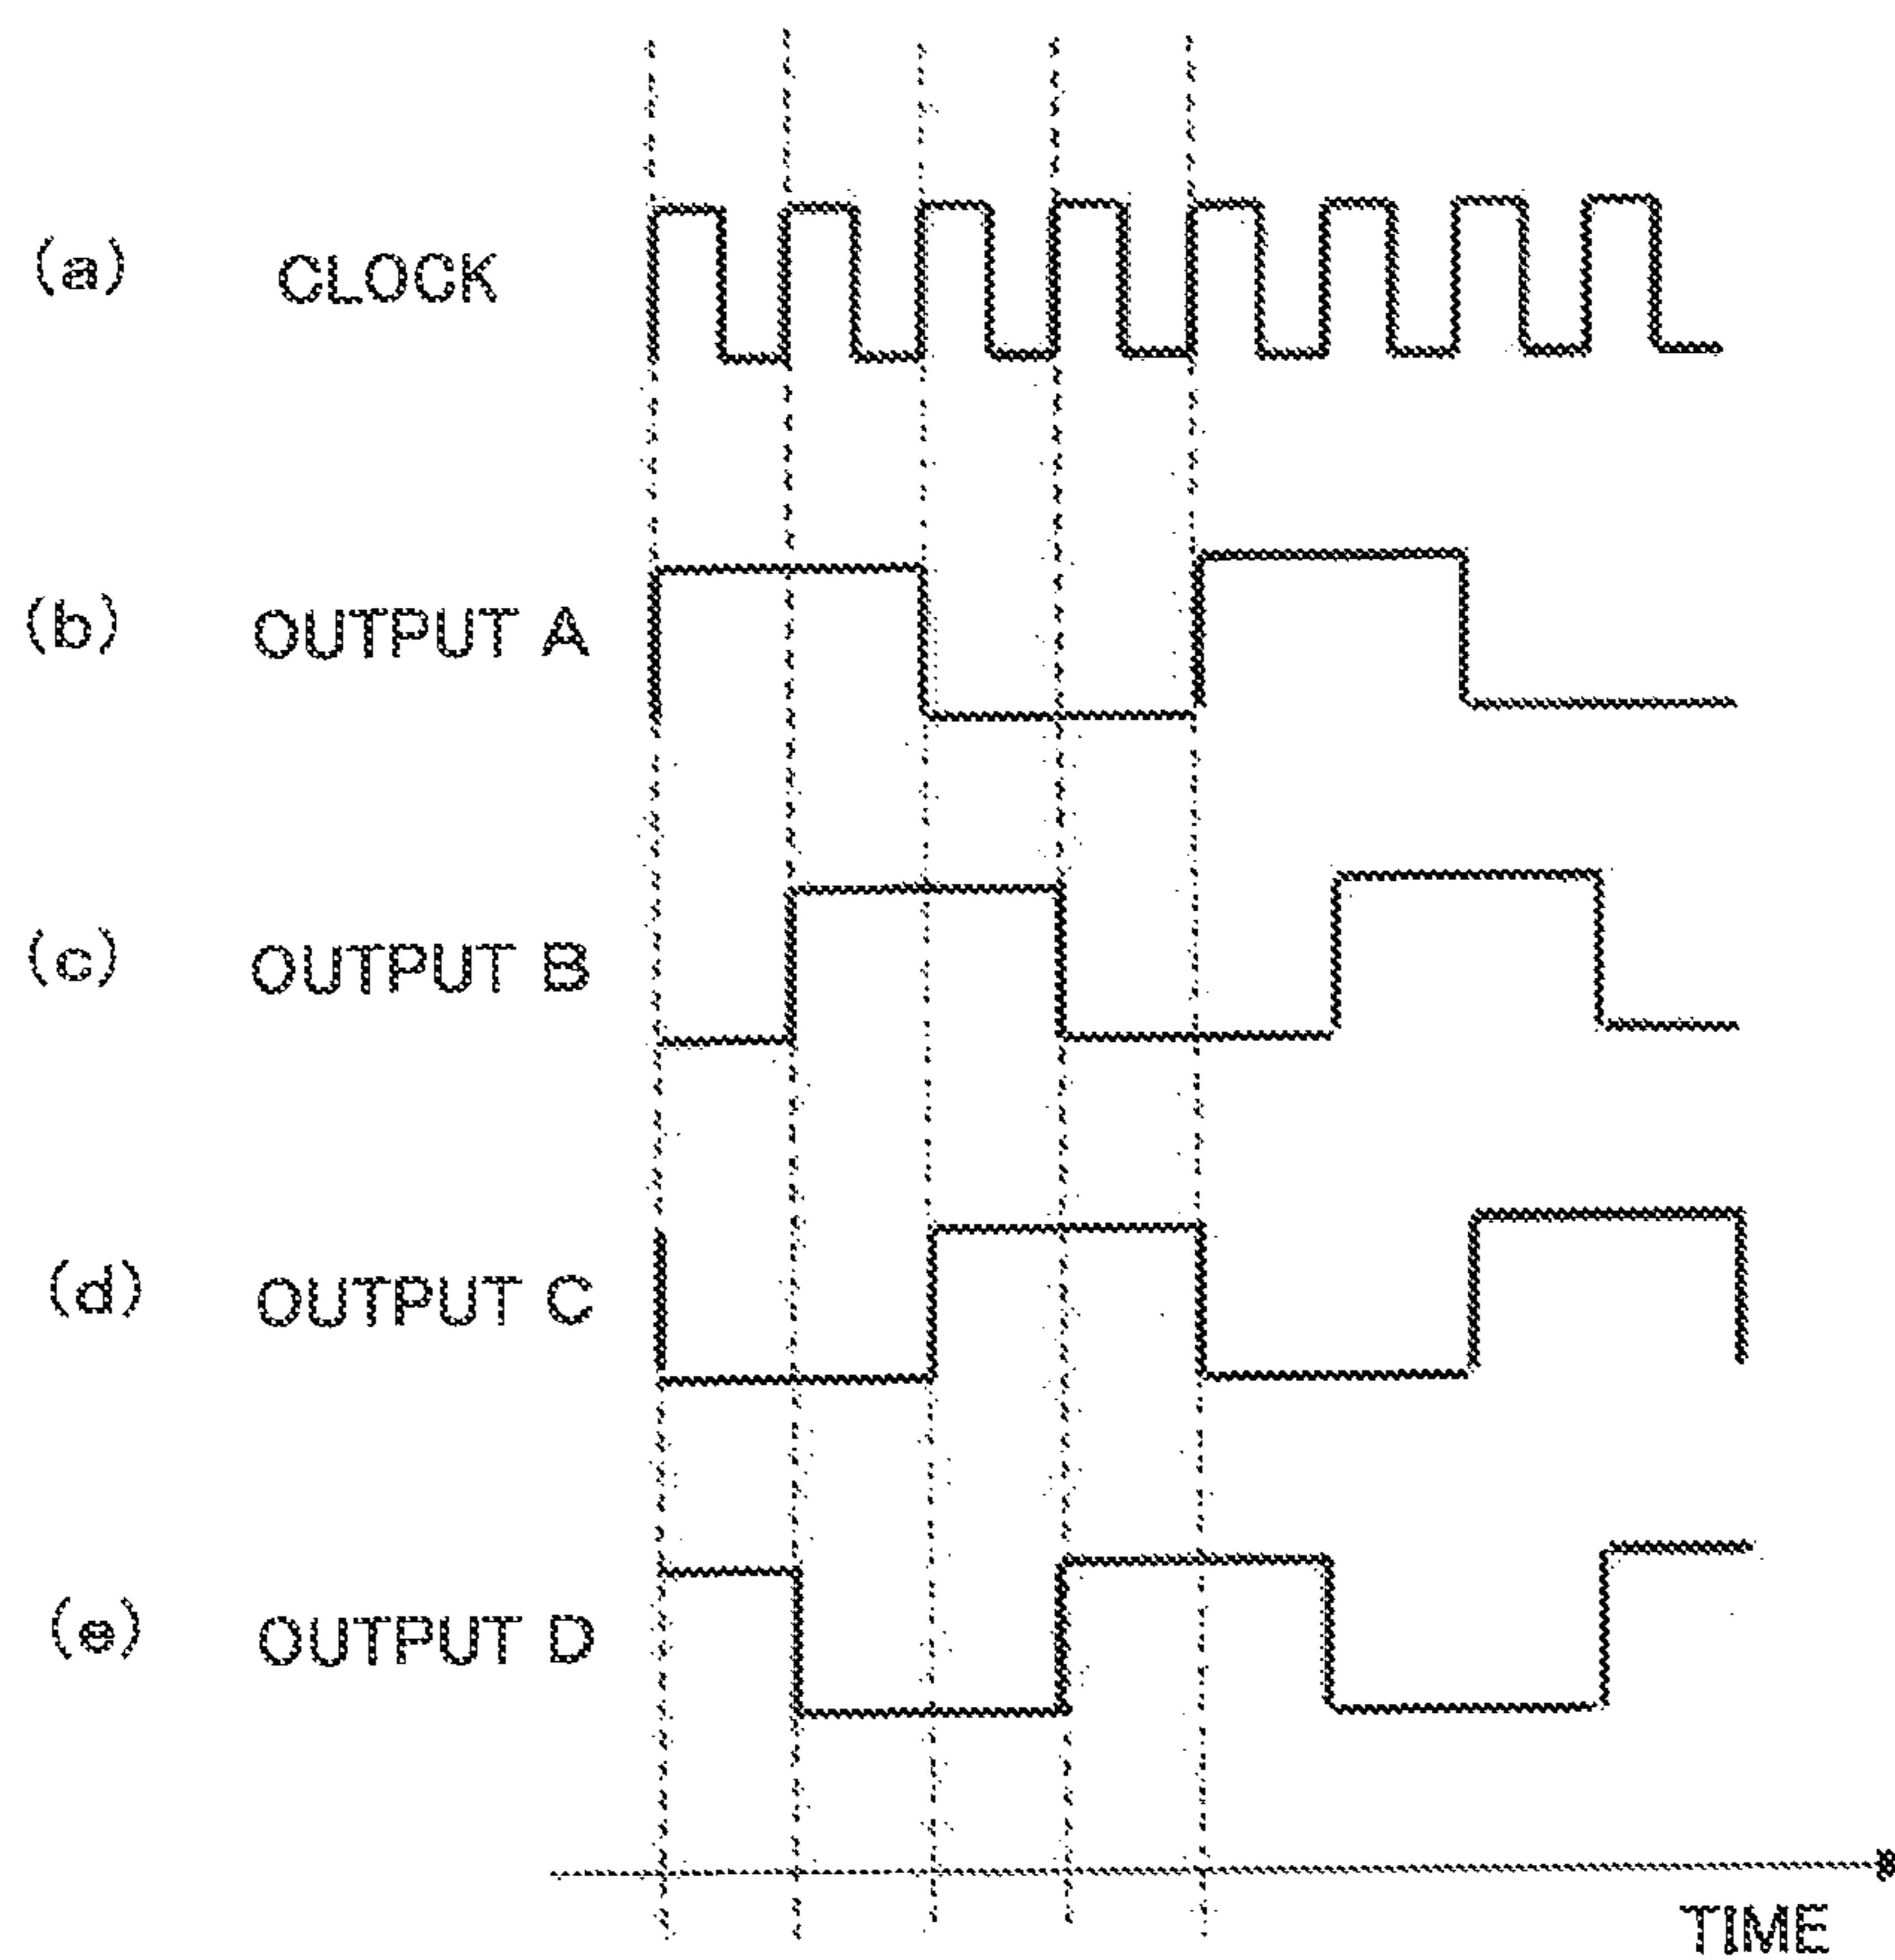 (a) CLOCK
(b) OUTPUT A
(c) OUTPUT B
(d) OUTPUT C
(e) OUTPUT D
TIME